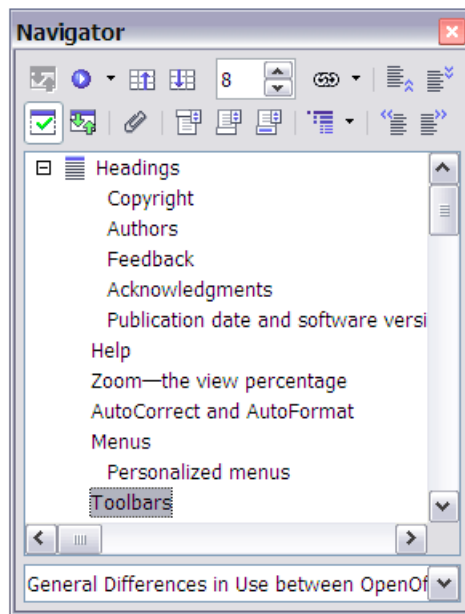 Navigator
8
Headings
Copyright
Authors
Feedback
Acknowledgments
Publication date and software versi
Help
Zoom—the view percentage
AutoCorrect and AutoFormat
Menus
Personalized menus
Toolbars
General Differences in Use between OpenOf